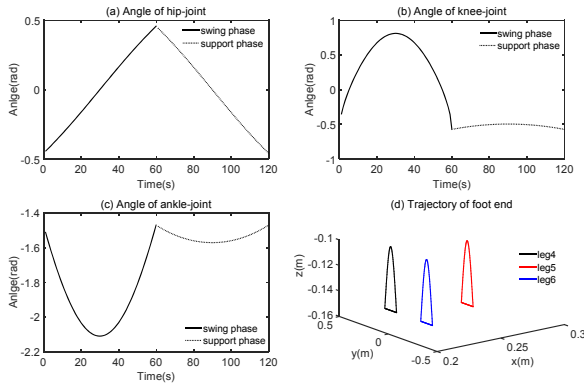 (a) Angle of hip-joint
Anlge(rad)
0.5
0
-0.5
swing phase
support phase
0 20 40 60 80 100 120
Time(s)
(b) Angle of knee-joint
Anlge(rad)
1
0.5
0
-0.5
-1
swing phase
support phase
0 20 40 60 80 100 120
Time(s)
(c) Angle of ankle-joint
Anlge(rad)
-1.4
-1.6
-1.8
-2
-2.2
swing phase
support phase
0 20 40 60 80 100 120
Time(s)
(d) Trajectory of foot end
z(m)
-0.1
-0.12
-0.14
-0.16
leg4
leg5
leg6
0.5
0
-0.5
y(m)
0.2
0.25
0.3
x(m)